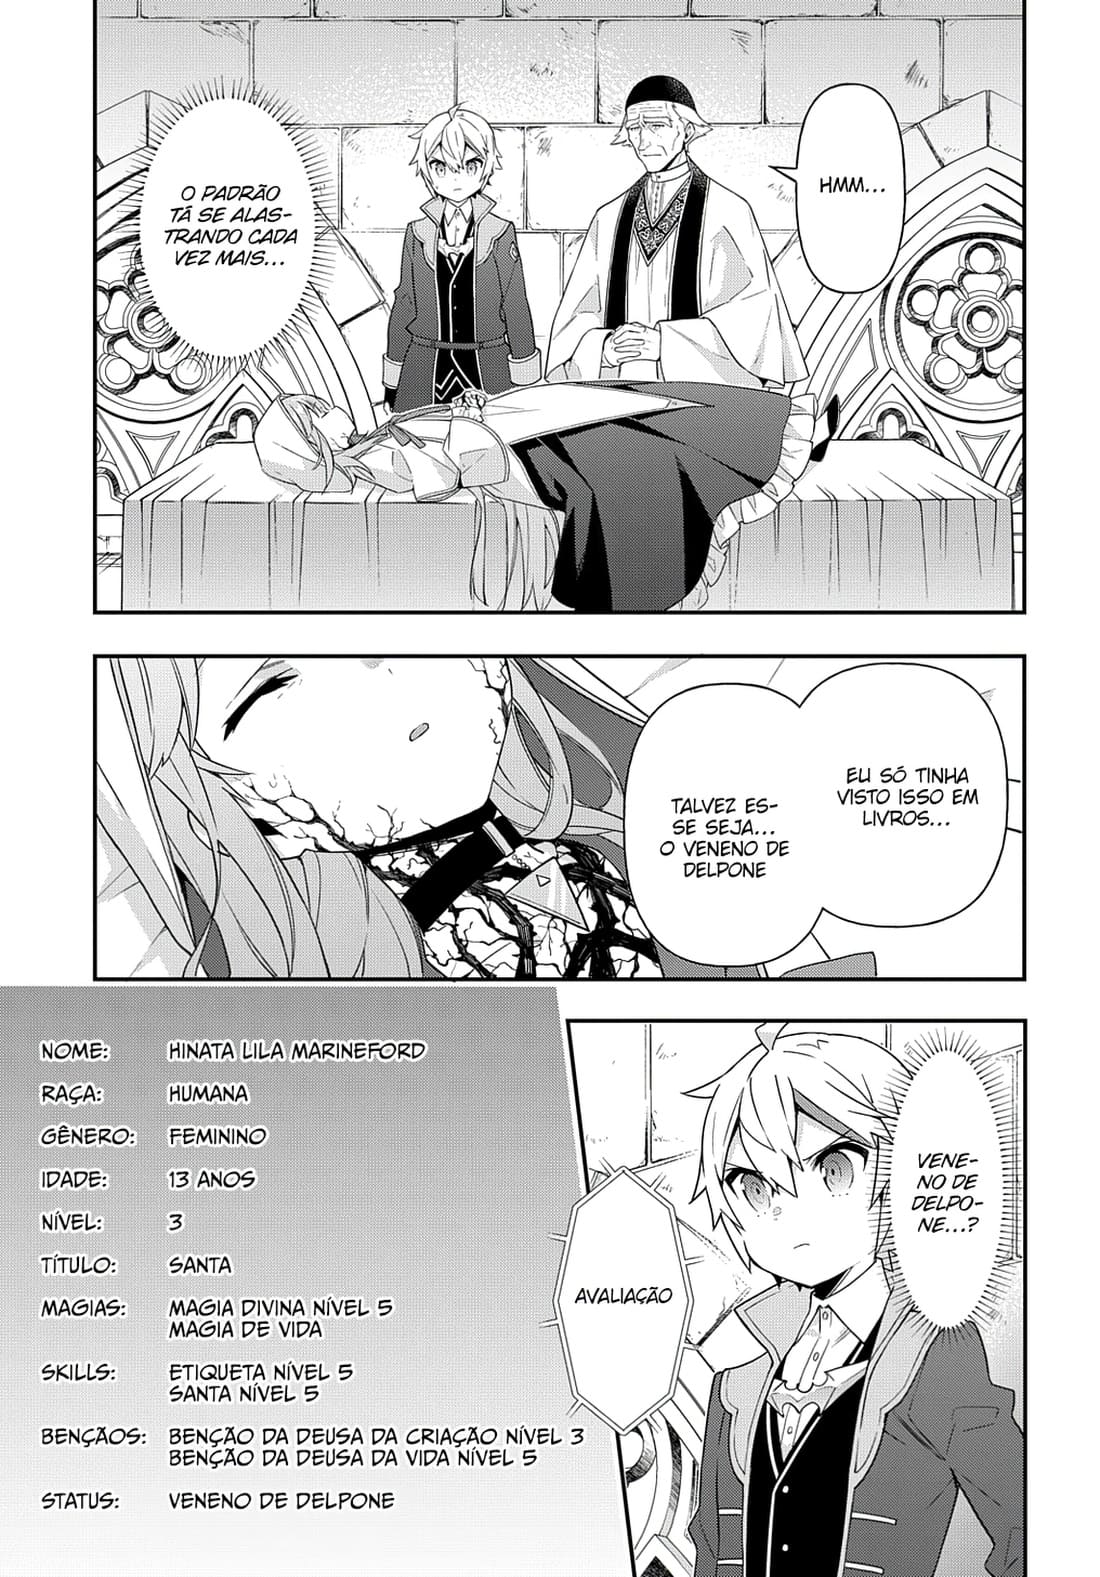 HMM...
O PADRÃO
TÁ SE ALAS-
TRANDO CADA
VEZ MAIS...
EU SÓ TINHA
VISTO ISSO EM
LIVROS...
TALVEZ ES-
SE SEJA...
O VENENO DE
DELPONE
VENE-
NO DE
DELPO-
NE...?
AVALIAÇÃO
NOME: HINATA LILA MARINEFORD
RAÇA: HUMANA
GÊNERO: FEMININO
IDADE: 13 ANOS
NÍVEL: 3
TÍTULO: SANTA
MAGIAS: MAGIA DIVINA NÍVEL 5
MAGIA DE VIDA
SKILLS: ETIQUETA NÍVEL 5
SANTA NÍVEL 5
BENÇÃOS: BENÇÃO DA DEUSA DA CRIAÇÃO NÍVEL 3
BENÇÃO DA DEUSA DA VIDA NÍVEL 5
STATUS: VENENO DE DELPONE